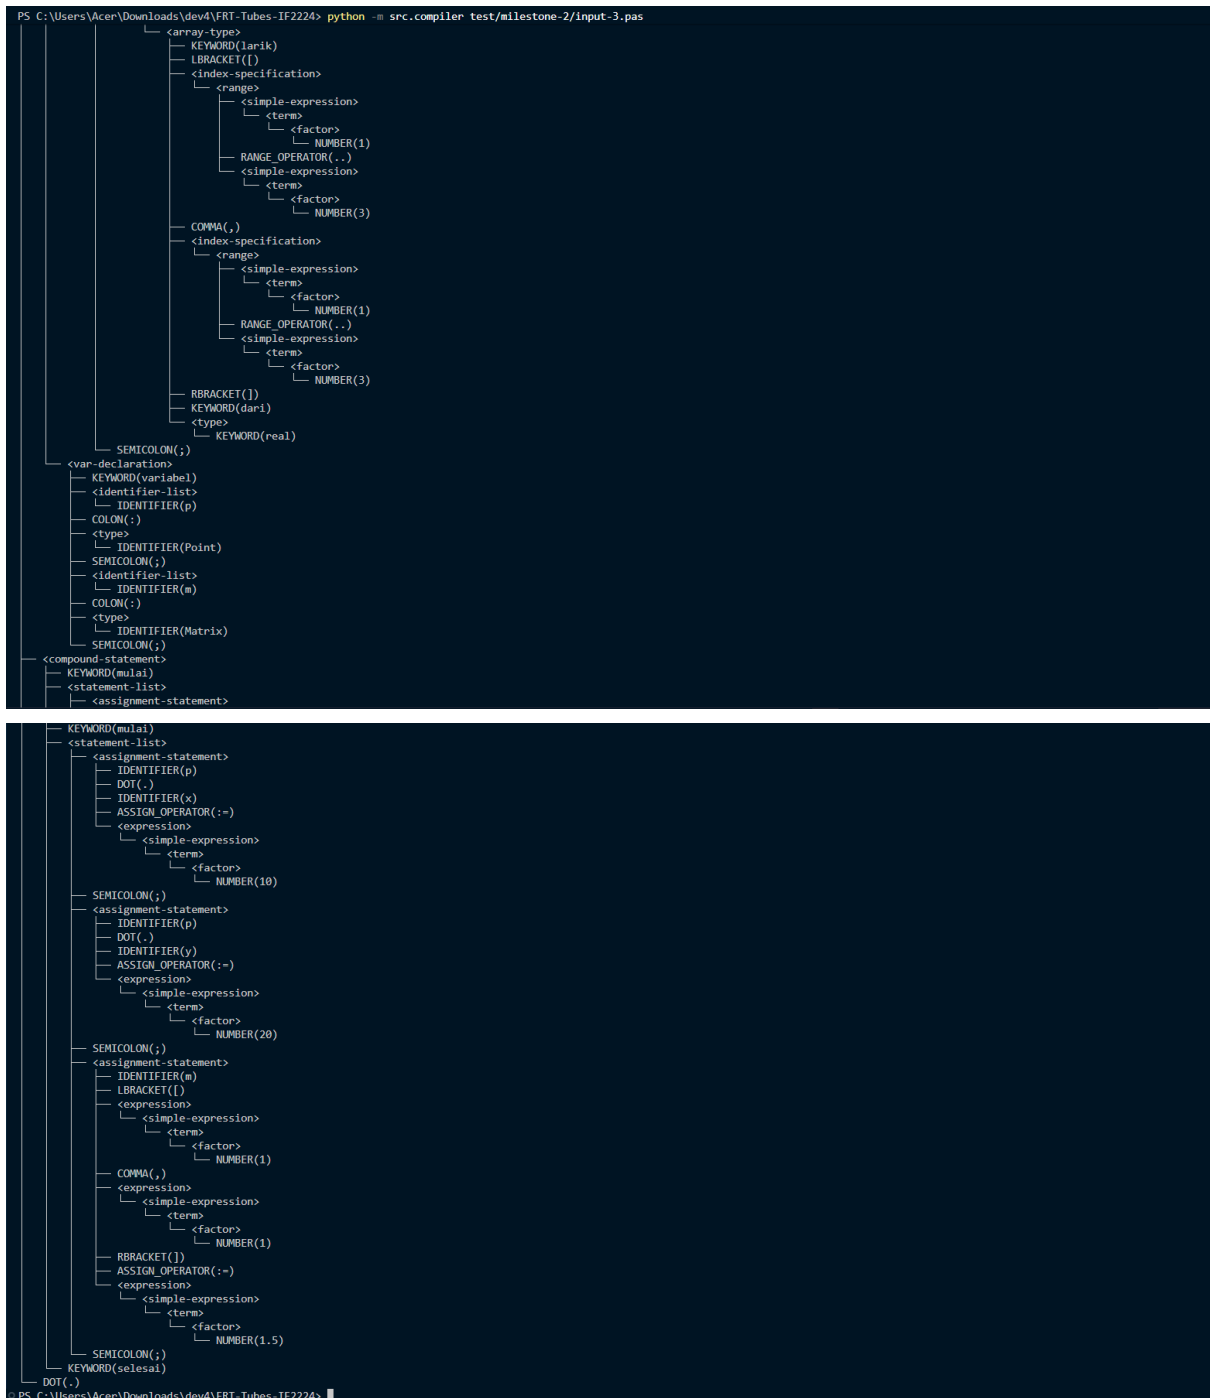 PS C:\Users\Acer\Downloads\dev4\FRT-Tubes-IF2224> python -m src.compiler test/milestone-2/input-3.pas
<array-type>
KEYWORD(larik)
LBRACKET([)
<index-specification>
<range>
<simple-expression>
<term>
<factor>
NUMBER(1)
RANGE_OPERATOR(..)
<simple-expression>
<term>
<factor>
NUMBER(3)
COMMA(,)
<index-specification>
<range>
<simple-expression>
<term>
<factor>
NUMBER(1)
RANGE_OPERATOR(..)
<simple-expression>
<term>
<factor>
NUMBER(3)
RBRACKET(])
KEYWORD(dari)
<type>
KEYWORD(real)
SEMICOLON(;)
<var-declaration>
KEYWORD(variabel)
<identifier-list>
IDENTIFIER(p)
COLON(:)
<type>
IDENTIFIER(Point)
SEMICOLON(;)
<identifier-list>
IDENTIFIER(m)
COLON(:)
<type>
IDENTIFIER(Matrix)
SEMICOLON(;)
<compound-statement>
KEYWORD(mulai)
<statement-list>
<assignment-statement>
KEYWORD(mulai)
<statement-list>
<assignment-statement>
IDENTIFIER(p)
DOT(.)
IDENTIFIER(x)
ASSIGN_OPERATOR(:=)
<expression>
<simple-expression>
<term>
<factor>
NUMBER(10)
SEMICOLON(;)
<assignment-statement>
IDENTIFIER(p)
DOT(.)
IDENTIFIER(y)
ASSIGN_OPERATOR(:=)
<expression>
<simple-expression>
<term>
<factor>
NUMBER(20)
SEMICOLON(;)
<assignment-statement>
IDENTIFIER(m)
LBRACKET([)
<expression>
<simple-expression>
<term>
<factor>
NUMBER(1)
COMMA(,)
<expression>
<simple-expression>
<term>
<factor>
NUMBER(1)
RBRACKET(])
ASSIGN_OPERATOR(:=)
<expression>
<simple-expression>
<term>
<factor>
NUMBER(1.5)
SEMICOLON(;)
KEYWORD(selesai)
DOT(.)
PS C:\Users\Acer\Downloads\dev4\FRT-Tubes-IF2224>